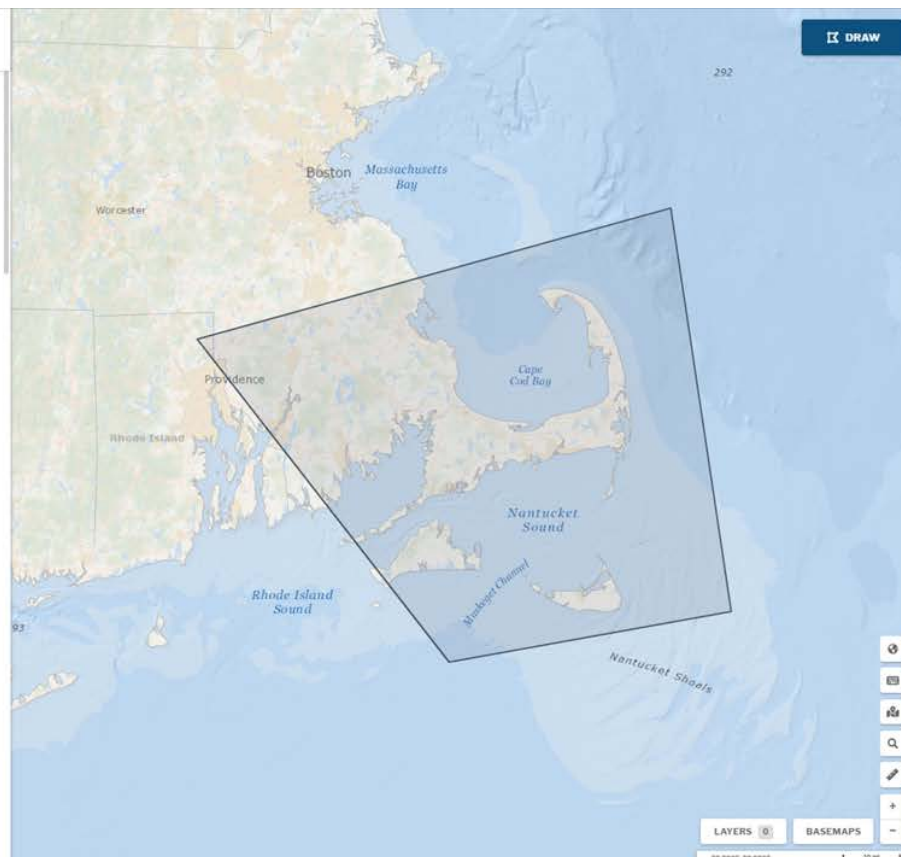 DRAW
292
Massachusetts
Bay
Boston
Worcester
Cape
Cod Bay
Providence
Rhode Island
Nantucket
Sound
Muskeget Channel
Rhode Island
Sound
93
Nantucket Shoals
LAYERS 0
BASEMAPS
+
−